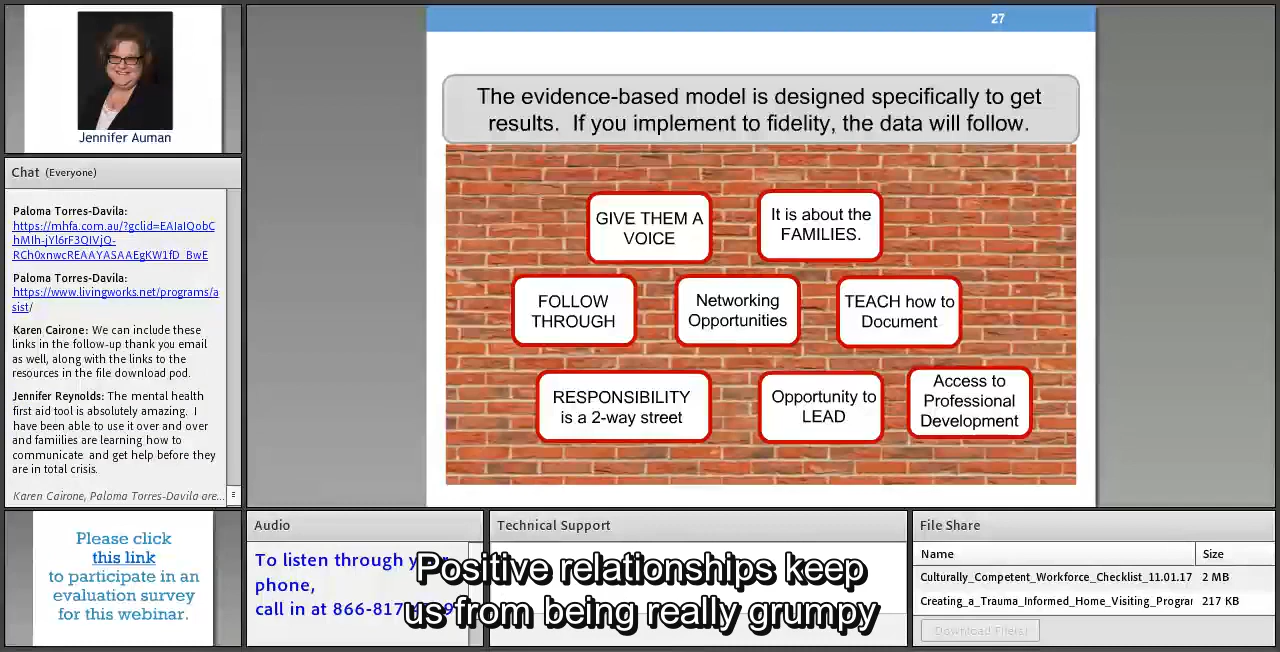 Jennifer Auman
Chat (Everyone)
Paloma Torres-Davila:
https://mhfa.com.au/?gclid=EAIaIQobC
hMIh-jYl6rF3QIVjQ-
RCh0xnwcREAAYASAAEgKW1fD_BwE
Paloma Torres-Davila:
https://www.livingworks.net/programs/a
sist/
Karen Cairone: We can include these
links in the follow-up thank you email
as well, along with the links to the
resources in the file download pod.
Jennifer Reynolds: The mental health
first aid tool is absolutely amazing. I
have been able to use it over and over
and famiilies are learning how to
communicate and get help before they
are in total crisis.
Karen Cairone, Paloma Torres-Davila are...
Please click
this link
to participate in an
evaluation survey
for this webinar.
27
The evidence-based model is designed specifically to get
results. If you implement to fidelity, the data will follow.
GIVE THEM A
VOICE
It is about the
FAMILIES.
FOLLOW
THROUGH
Networking
Opportunities
TEACH how to
Document
RESPONSIBILITY
is a 2-way street
Opportunity to
LEAD
Access to
Professional
Development
Audio
To listen through
phone,
call in at 866-817
Technical Support
Positive relationships keep
us from being really grumpy
File Share
Name Size
Culturally_Competent_Workforce_Checklist_11.01.17 2 MB
Creating_a_Trauma_Informed_Home_Visiting_Prograr 217 KB
Download File(s)